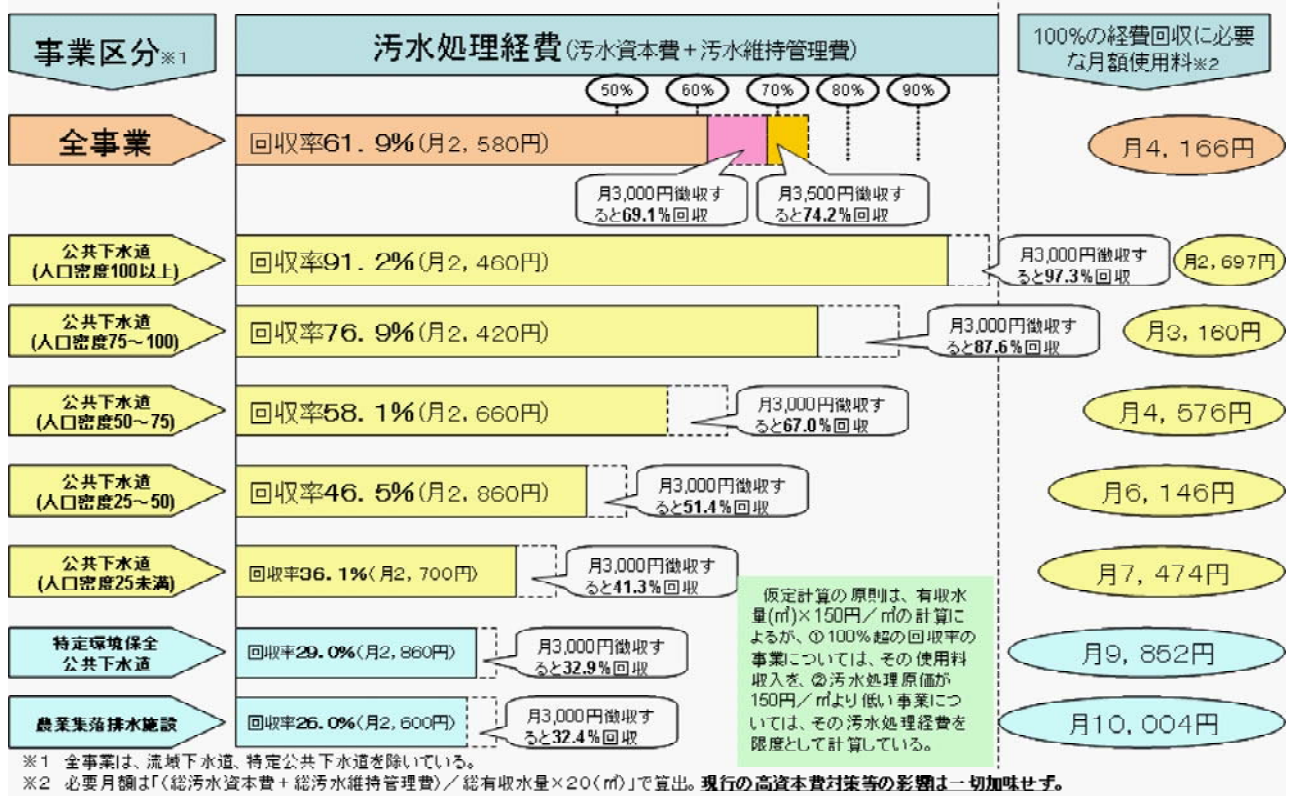 事業区分※1
汚水処理経費(汚水資本費+汚水維持管理費)
100%の経費回収に必要
な月額使用料※2
50%
60%
70%
80%
90%
全事業
回収率61.9%(月2,580円)
月4,166円
月3,000円徴収す
ると69.1%回収
月3,500円徴収す
ると74.2%回収
公共下水道
(人口密度100以上)
回収率91.2%(月2,460円)
月3,000円徴収す
ると97.3%回収
月2,697円
公共下水道
(人口密度75~100)
回収率76.9%(月2,420円)
月3,000円徴収す
ると87.6%回収
月3,160円
公共下水道
(人口密度50~75)
回収率58.1%(月2,660円)
月3,000円徴収す
ると67.0%回収
月4,576円
公共下水道
(人口密度25~50)
回収率46.5%(月2,860円)
月3,000円徴収す
ると51.4%回収
月6,146円
公共下水道
(人口密度25未満)
回収率36.1%(月2,700円)
月3,000円徴収す
ると41.3%回収
月7,474円
特定環境保全
公共下水道
回収率29.0%(月2,860円)
月3,000円徴収す
ると32.9%回収
月9,852円
農業集落排水施設
回収率26.0%(月2,600円)
月3,000円徴収す
ると32.4%回収
月10,004円
仮定計算の原則は、有収水
量(㎥)×150円/㎥の計算に
よるが、①100%超の回収率の
事業については、その使用料
収入を、②汚水処理原価が
150円/㎥より低い事業につ
いては、その汚水処理経費を
限度として計算している。
※1 全事業は、流域下水道、特定公共下水道を除いている。
※2 必要月額は「(総汚水資本費+総汚水維持管理費)/総有収水量×20(㎥)」で算出。現行の高資本費対策等の影響は一切加味せず。